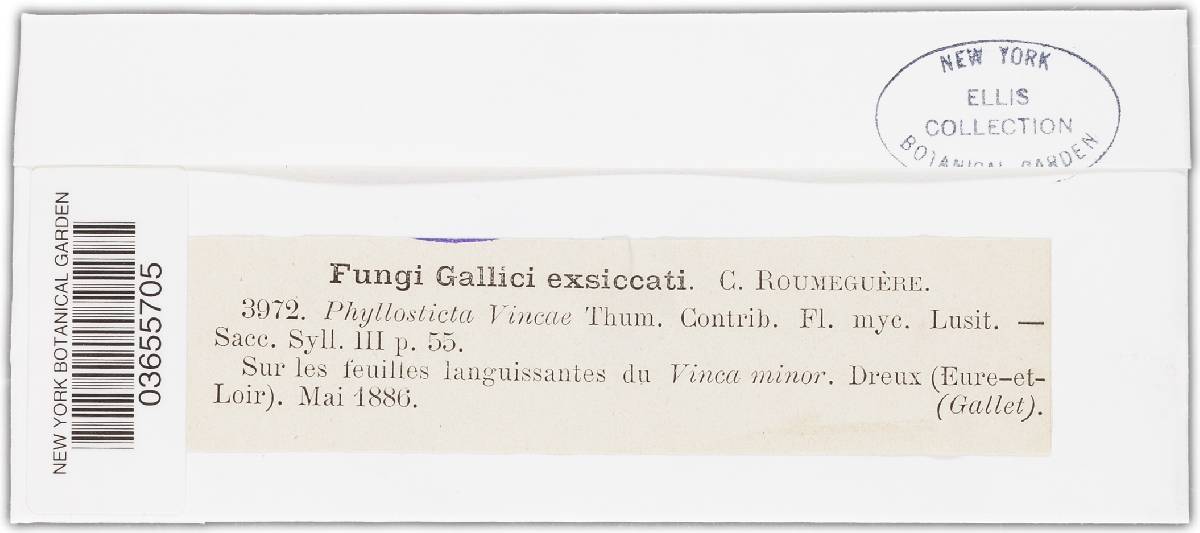 NEW YORK
ELLIS
COLLECTION
BOTANICAL GARDEN
NEW YORK BOTANICAL GARDEN
03655705
Fungi Gallici exsiccati. C. ROUMEGUÈRE.
3972. Phyllosticta Vincae Thum. Contrib. Fl. myc. Lusit. —
Sacc. Syll. III p. 55.
Sur les feuilles languissantes du Vinca minor. Dreux (Eure-et-
Loir). Mai 1886. (Gallet).